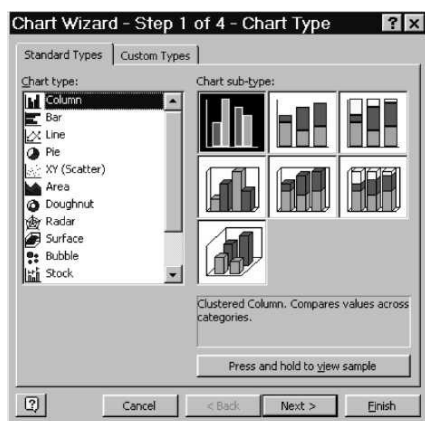 Chart Wizard - Step 1 of 4 - Chart Type
Standard Types
Custom Types
Chart type:
Column
Bar
Line
Pie
XY (Scatter)
Area
Doughnut
Radar
Surface
Bubble
Stock
Chart sub-type:
Clustered Column. Compares values across
categories.
Press and hold to view sample
Cancel
< Back
Next >
Finish